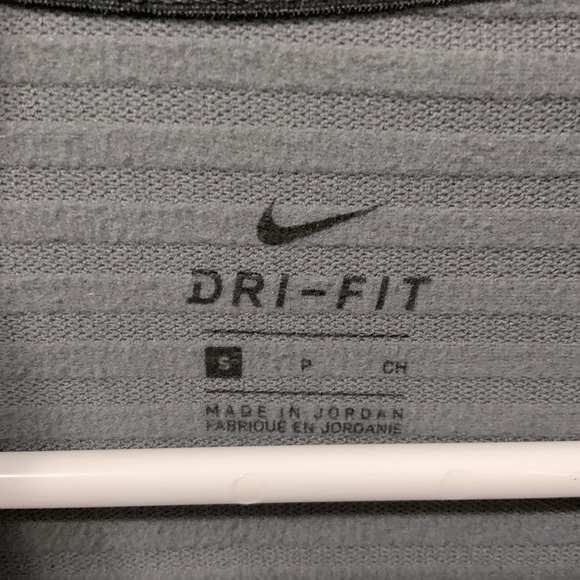 DRI-FIT
S P CH
MADE IN JORDAN
FABRIQUÉ EN JORDANIE